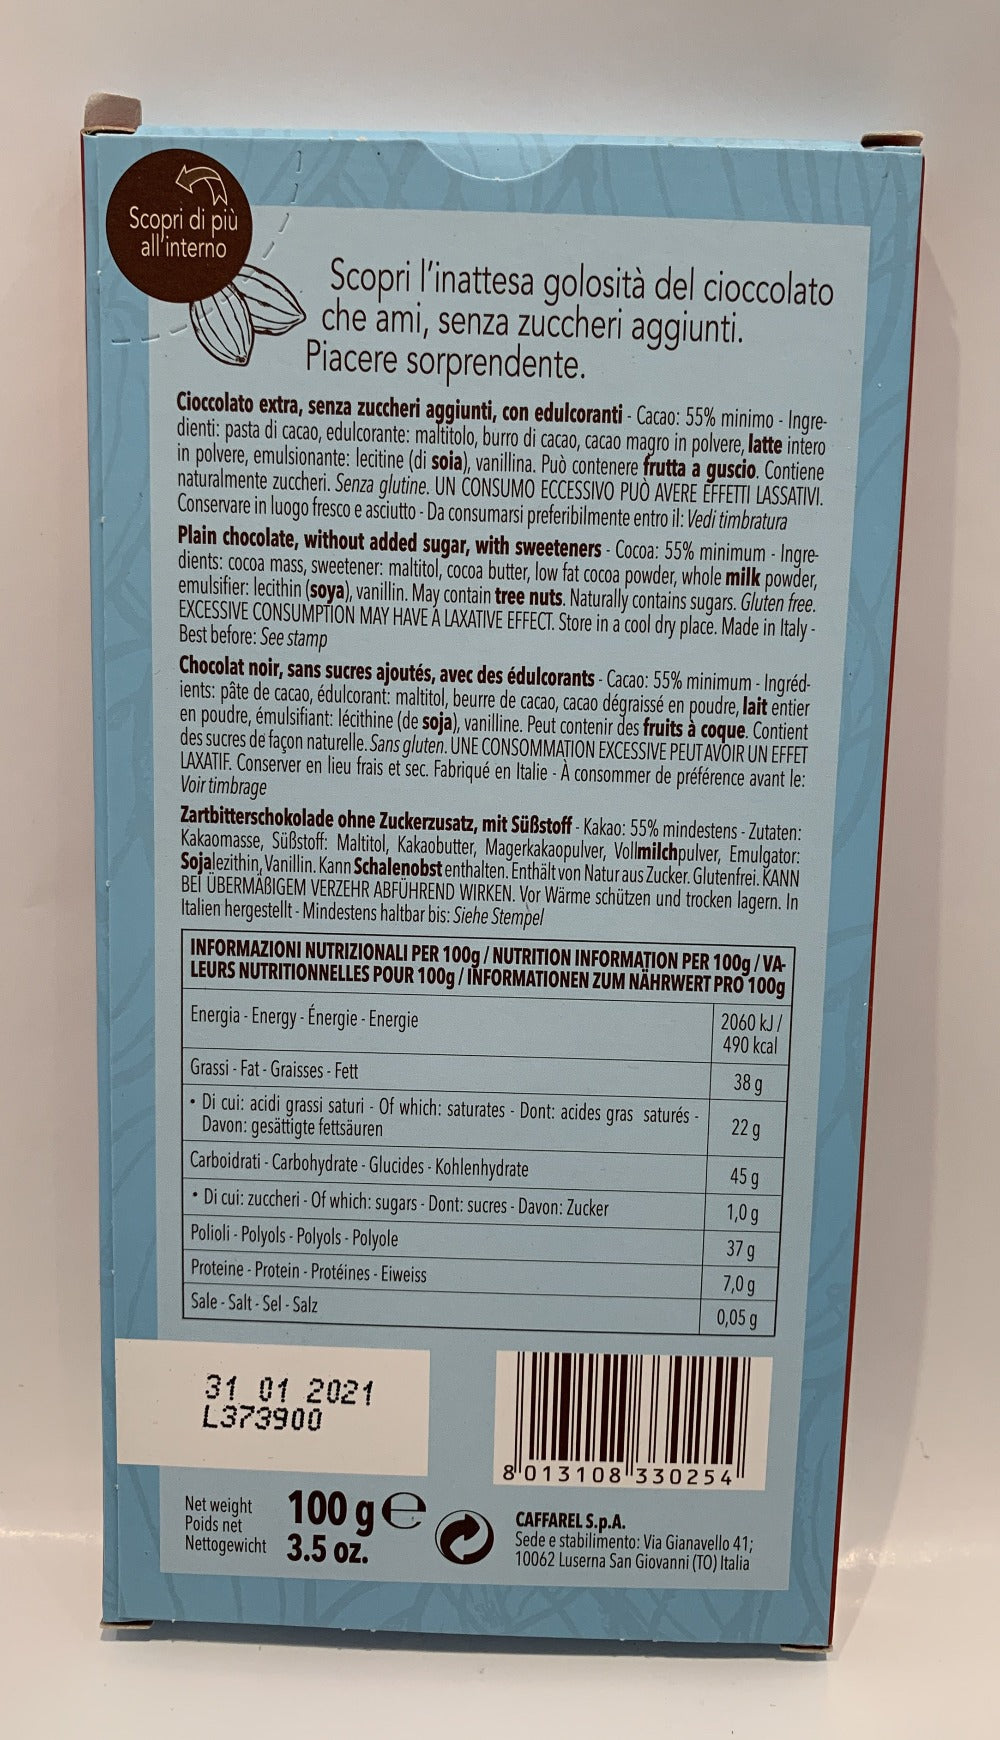 Scopri di più
all'interno
Scopri l'inattesa golosità del cioccolato
che ami, senza zuccheri aggiunti.
Piacere sorprendente.
Cioccolato extra, senza zuccheri aggiunti, con edulcoranti - Cacao: 55% minimo - Ingre-
dienti: pasta di cacao, edulcorante: maltitolo, burro di cacao, cacao magro in polvere, latte intero
in polvere, emulsionante: lecitine (di soia), vanillina. Può contenere frutta a guscio. Contiene
naturalmente zuccheri. Senza glutine. UN CONSUMO ECCESSIVO PUÒ AVERE EFFETTI LASSATIVI.
Conservare in luogo fresco e asciutto - Da consumarsi preferibilmente entro il: Vedi timbratura
Plain chocolate, without added sugar, with sweeteners - Cocoa: 55% minimum - Ingre-
dients: cocoa mass, sweetener: maltitol, cocoa butter, low fat cocoa powder, whole milk powder,
emulsifier: lecithin (soya), vanillin. May contain tree nuts. Naturally contains sugars. Gluten free.
EXCESSIVE CONSUMPTION MAY HAVE A LAXATIVE EFFECT. Store in a cool dry place. Made in Italy -
Best before: See stamp
Chocolat noir, sans sucres ajoutés, avec des édulcorants - Cacao: 55% minimum - Ingréd-
ients: pâte de cacao, édulcorant: maltitol, beurre de cacao, cacao dégraissé en poudre, lait entier
en poudre, émulsifiant: lécithine (de soja), vanilline. Peut contenir des fruits à coque. Contient
des sucres de façon naturelle. Sans gluten. UNE CONSOMMATION EXCESSIVE PEUT AVOIR UN EFFET
LAXATIF. Conserver en lieu frais et sec. Fabriqué en Italie - À consommer de préférence avant le:
Voir timbrage
Zartbitterschokolade ohne Zuckerzusatz, mit Süßstoff - Kakao: 55% mindestens - Zutaten:
Kakaomasse, Süßstoff: Maltitol, Kakaobutter, Magerkakaopulver, Vollmilchpulver, Emulgator:
Sojalezithin, Vanillin. Kann Schalenobst enthalten. Enthält von Natur aus Zucker. Glutenfrei. KANN
BEI ÜBERMÄßIGEM VERZEHR ABFÜHREND WIRKEN. Vor Wärme schützen und trocken lagern. In
Italien hergestellt - Mindestens haltbar bis: Siehe Stempel
INFORMAZIONI NUTRIZIONALI PER 100g / NUTRITION INFORMATION PER 100g / VA-
LEURS NUTRITIONNELLES POUR 100g / INFORMATIONEN ZUM NÄHRWERT PRO 100g
Energia - Energy - Énergie - Energie 2060 kJ /
490 kcal
Grassi - Fat - Graisses - Fett 38 g
• Di cui: acidi grassi saturi - Of which: saturates - Dont: acides gras saturés -
Davon: gesättigte fettsäuren 22 g
Carboidrati - Carbohydrate - Glucides - Kohlenhydrate 45 g
• Di cui: zuccheri - Of which: sugars - Dont: sucres - Davon: Zucker 1,0 g
Polioli - Polyols - Polyols - Polyole 37 g
Proteine - Protein - Protéines - Eiweiss 7,0 g
Sale - Salt - Sel - Salz 0,05 g
31 01 2021
L373900
8 013108 330254
Net weight
Poids net
Nettogewicht
100 g e
3.5 oz.
CAFFAREL S.p.A.
Sede e stabilimento: Via Gianavello 41;
10062 Luserna San Giovanni (TO) Italia